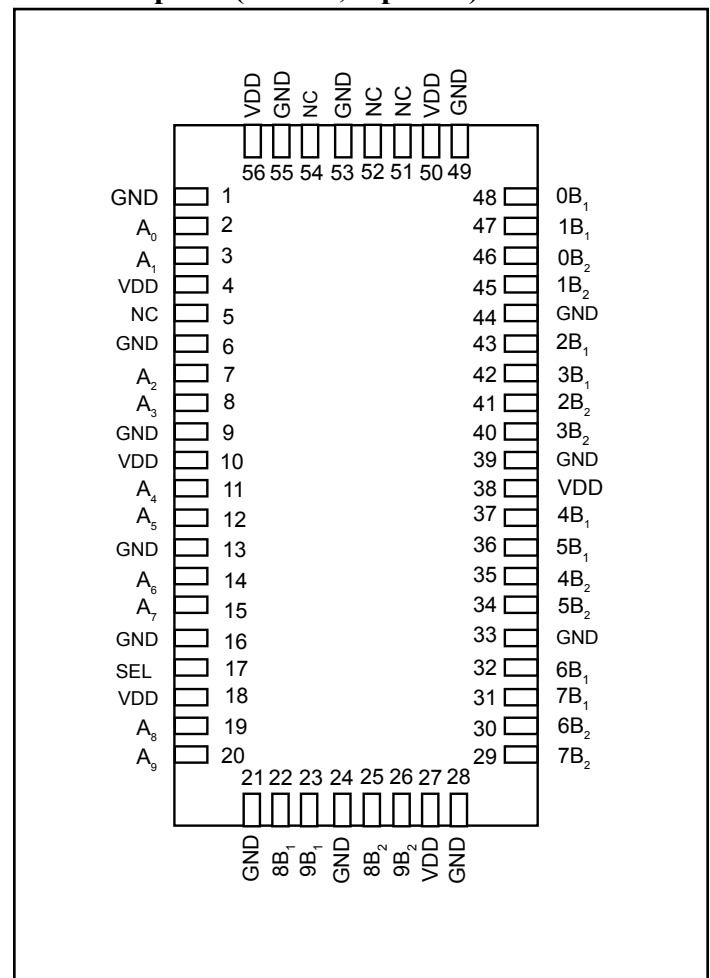 VDD GND NC GND NC NC VDD GND
56 55 54 53 52 51 50 49
GND 1 48 0B₁
A₀ 2 47 1B₁
A₁ 3 46 0B₂
VDD 4 45 1B₂
NC 5 44 GND
GND 6 43 2B₁
A₂ 7 42 3B₁
A₃ 8 41 2B₂
GND 9 40 3B₂
VDD 10 39 GND
A₄ 11 38 VDD
A₅ 12 37 4B₁
GND 13 36 5B₁
A₆ 14 35 4B₂
A₇ 15 34 5B₂
GND 16 33 GND
SEL 17 32 6B₁
VDD 18 31 7B₁
A₈ 19 30 6B₂
A₉ 20 29 7B₂
21 22 23 24 25 26 27 28
GND 8B₁ 9B₁ GND 8B₂ 9B₂ VDD GND